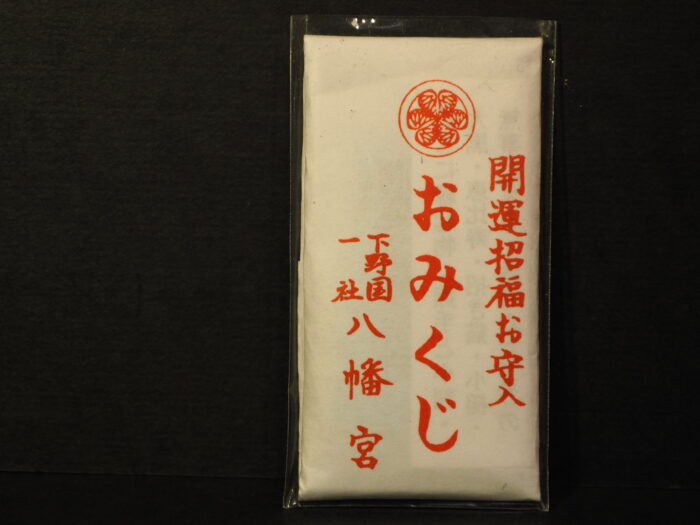 開運招福お守入
おみくじ
下野国
一社
八幡宮